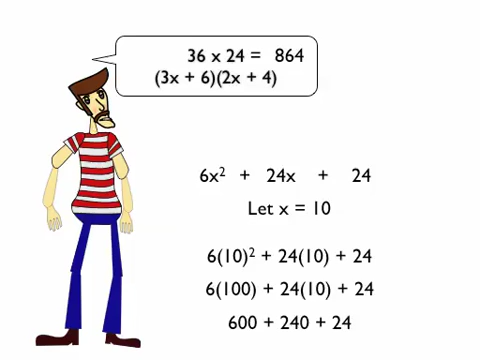 36 x 24 = 864
(3x + 6)(2x + 4)
6x² + 24x + 24
Let x = 10
6(10)² + 24(10) + 24
6(100) + 24(10) + 24
600 + 240 + 24